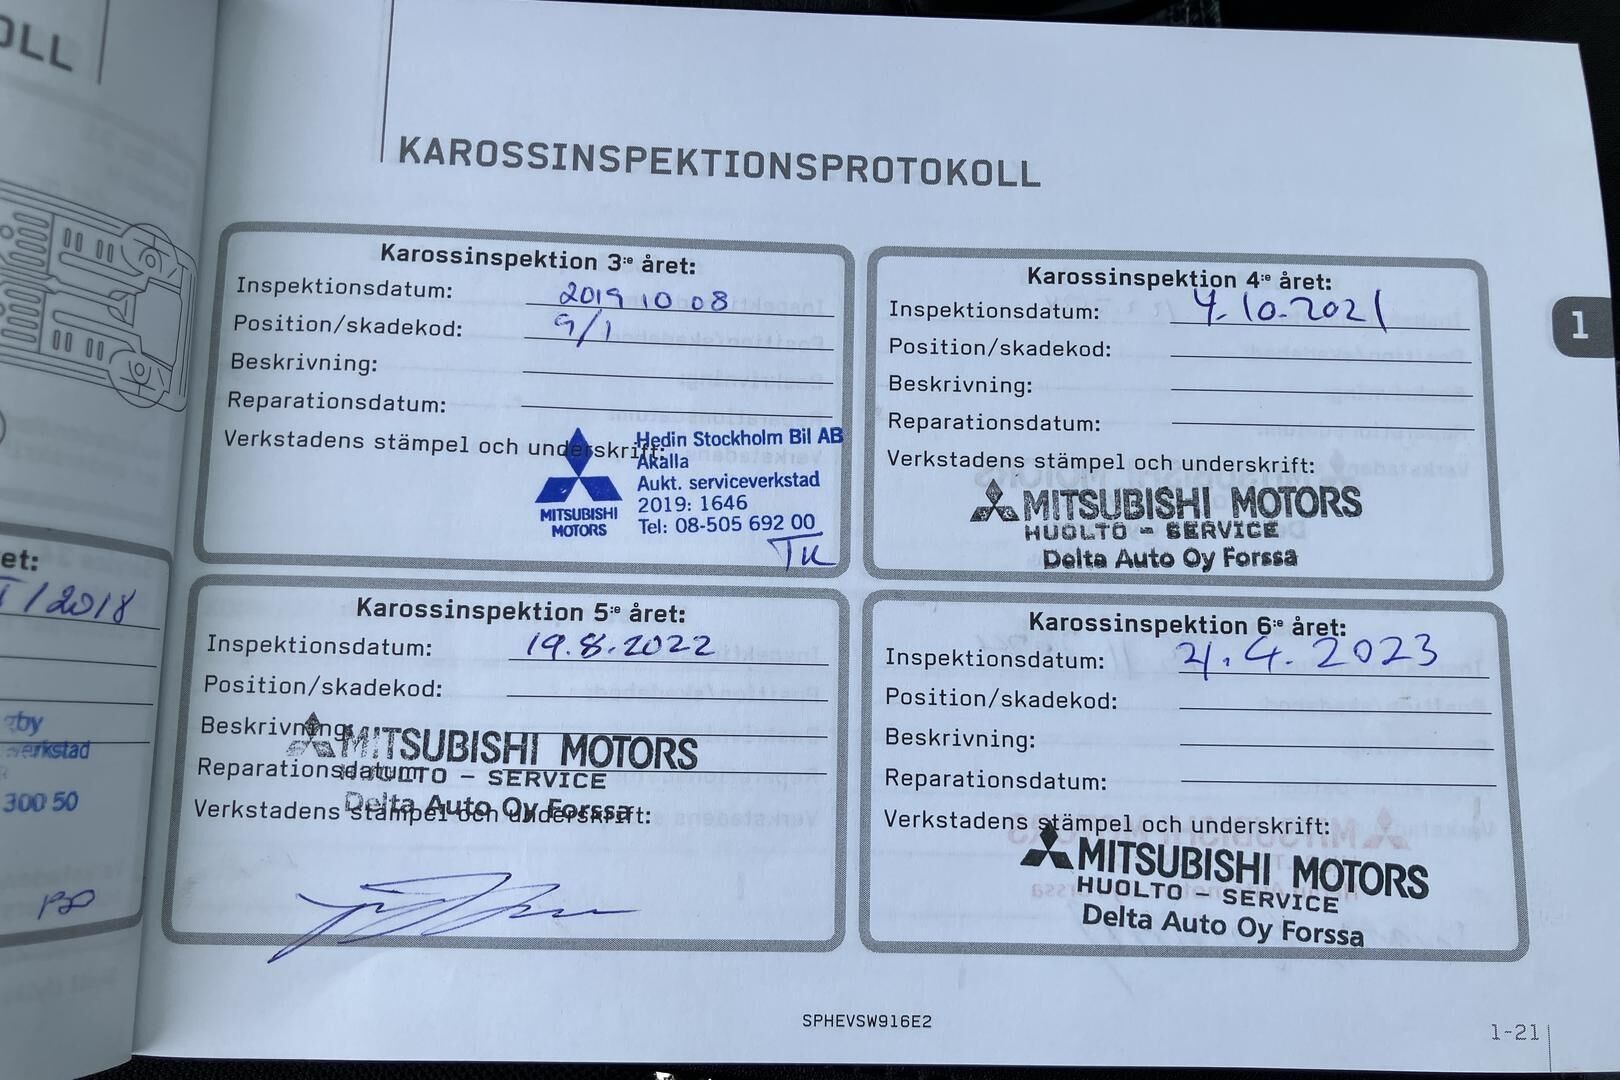 OLL
et:
/2018
gby
erkstad
300 50
KAROSSINSPEKTIONSPROTOKOLL
Karossinspektion 3:e året:
Inspektionsdatum: 2019 10 08
Position/skadekod: 9/1
Beskrivning:
Reparationsdatum:
Verkstadens stämpel och underskrift:
Hedin Stockholm Bil AB
Akalla
Aukt. serviceverkstad
2019: 1646
Tel: 08-505 692 00
MITSUBISHI
MOTORS
TK
Karossinspektion 4:e året:
Inspektionsdatum: 4.10.2021
Position/skadekod:
Beskrivning:
Reparationsdatum:
Verkstadens stämpel och underskrift:
MITSUBISHI MOTORS
HUOLTO - SERVICE
Delta Auto Oy Forssa
Karossinspektion 5:e året:
Inspektionsdatum: 19.8.2022
Position/skadekod:
Beskrivning:
Reparationsdatum:
Verkstadens stämpel och underskrift:
MITSUBISHI MOTORS
HUOLTO - SERVICE
Delta Auto Oy Forssa
Karossinspektion 6:e året:
Inspektionsdatum: 21.4.2023
Position/skadekod:
Beskrivning:
Reparationsdatum:
Verkstadens stämpel och underskrift:
MITSUBISHI MOTORS
HUOLTO - SERVICE
Delta Auto Oy Forssa
1
SPHEVSW916E2
1-21